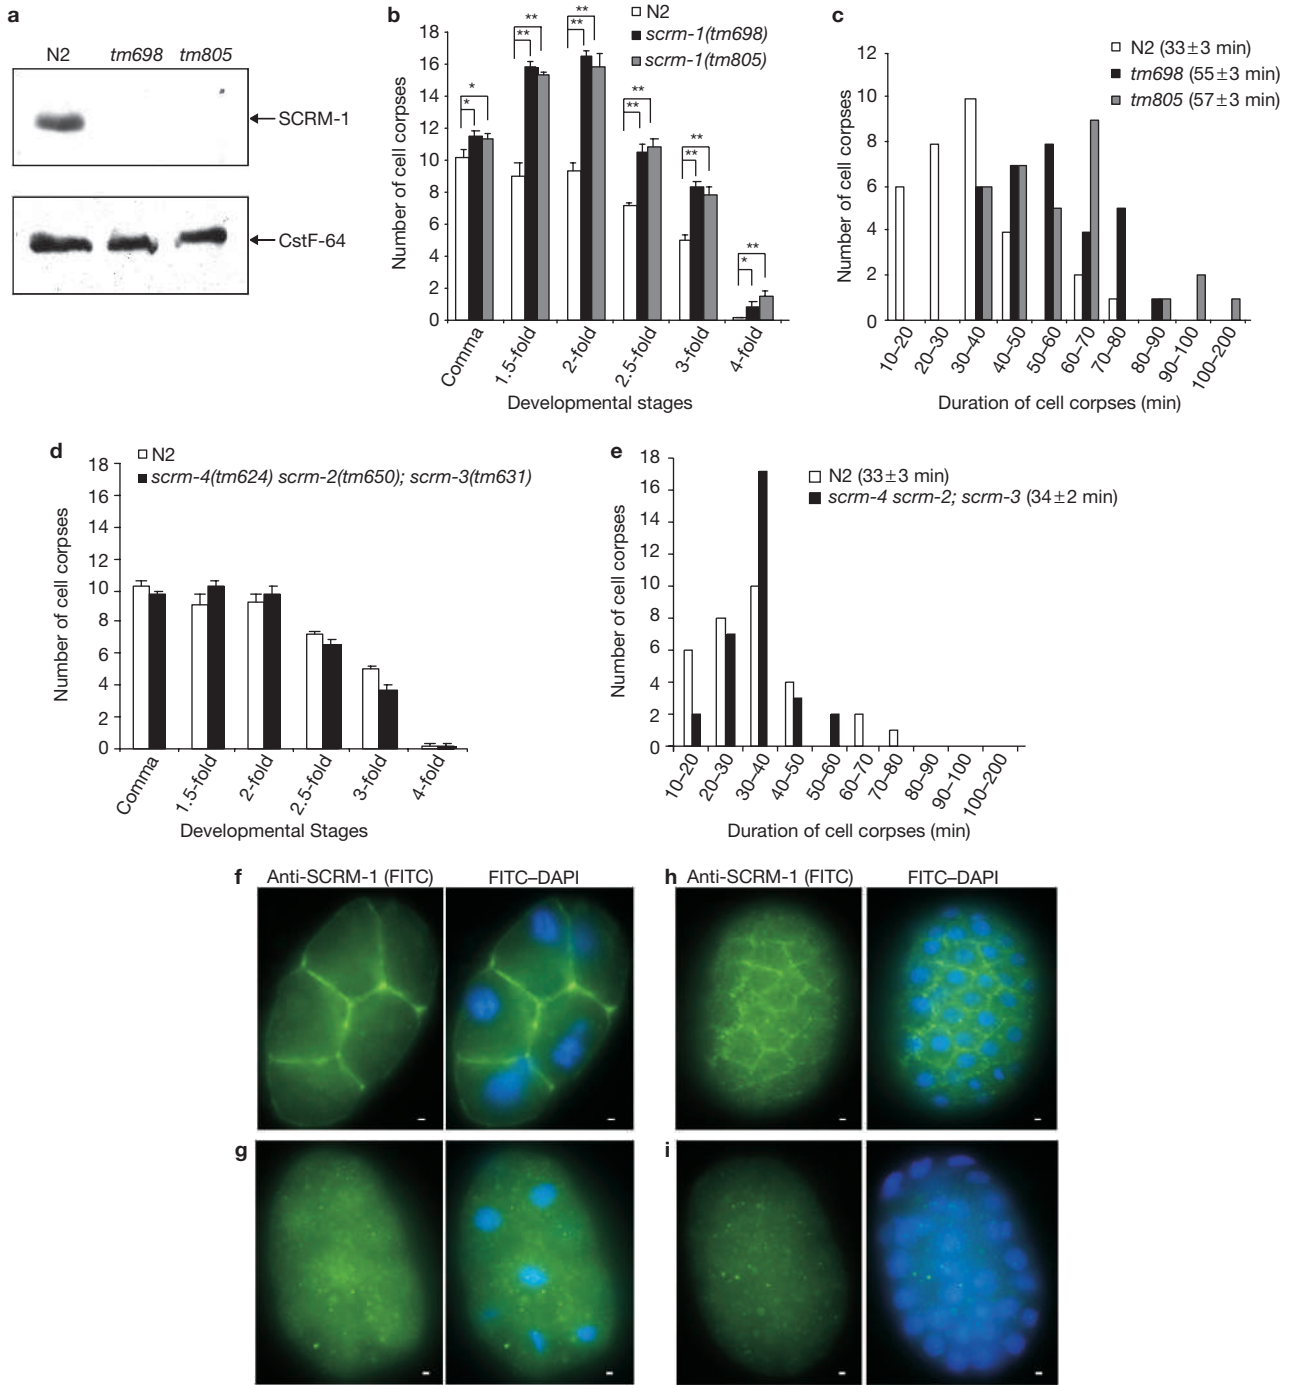 a
N2 tm698 tm805
SCRM-1
CstF-64
b
N2
scrm-1(tm698)
scrm-1(tm805)
Number of cell corpses
18
16
14
12
10
8
6
4
2
0
* *
** **
** **
** **
** **
* **
Comma 1.5-fold 2-fold 2.5-fold 3-fold 4-fold
Developmental stages
c
N2 (33±3 min)
tm698 (55±3 min)
tm805 (57±3 min)
Number of cell corpses
12
10
8
6
4
2
0
10–20 20–30 30–40 40–50 50–60 60–70 70–80 80–90 90–100 100–200
Duration of cell corpses (min)
d
N2
scrm-4(tm624) scrm-2(tm650); scrm-3(tm631)
Number of cell corpses
18
16
14
12
10
8
6
4
2
0
Comma 1.5-fold 2-fold 2.5-fold 3-fold 4-fold
Developmental Stages
e
N2 (33±3 min)
scrm-4 scrm-2; scrm-3 (34±2 min)
Number of cell corpses
18
16
14
12
10
8
6
4
2
0
10–20 20–30 30–40 40–50 50–60 60–70 70–80 80–90 90–100 100–200
Duration of cell corpses (min)
f Anti-SCRM-1 (FITC) FITC–DAPI
h Anti-SCRM-1 (FITC) FITC–DAPI
g
i